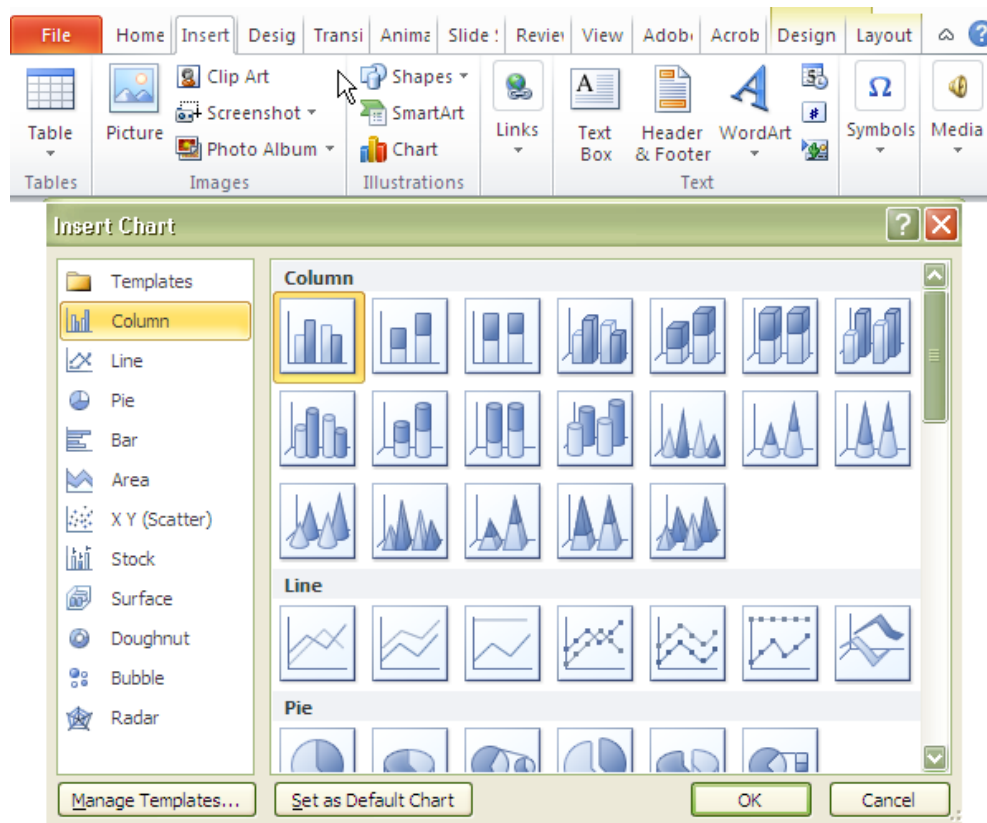 File Home Insert Desig Transi Anima Slide Reviev View Adob Acrob Design Layout
Clip Art Shapes
Screenshot SmartArt
Table Picture Photo Album Chart Links Text Box Header & Footer WordArt Symbols Media
Tables Images Illustrations Text
Insert Chart
Templates
Column
Line
Pie
Bar
Area
X Y (Scatter)
Stock
Surface
Doughnut
Bubble
Radar
Column
Line
Pie
Manage Templates... Set as Default Chart OK Cancel